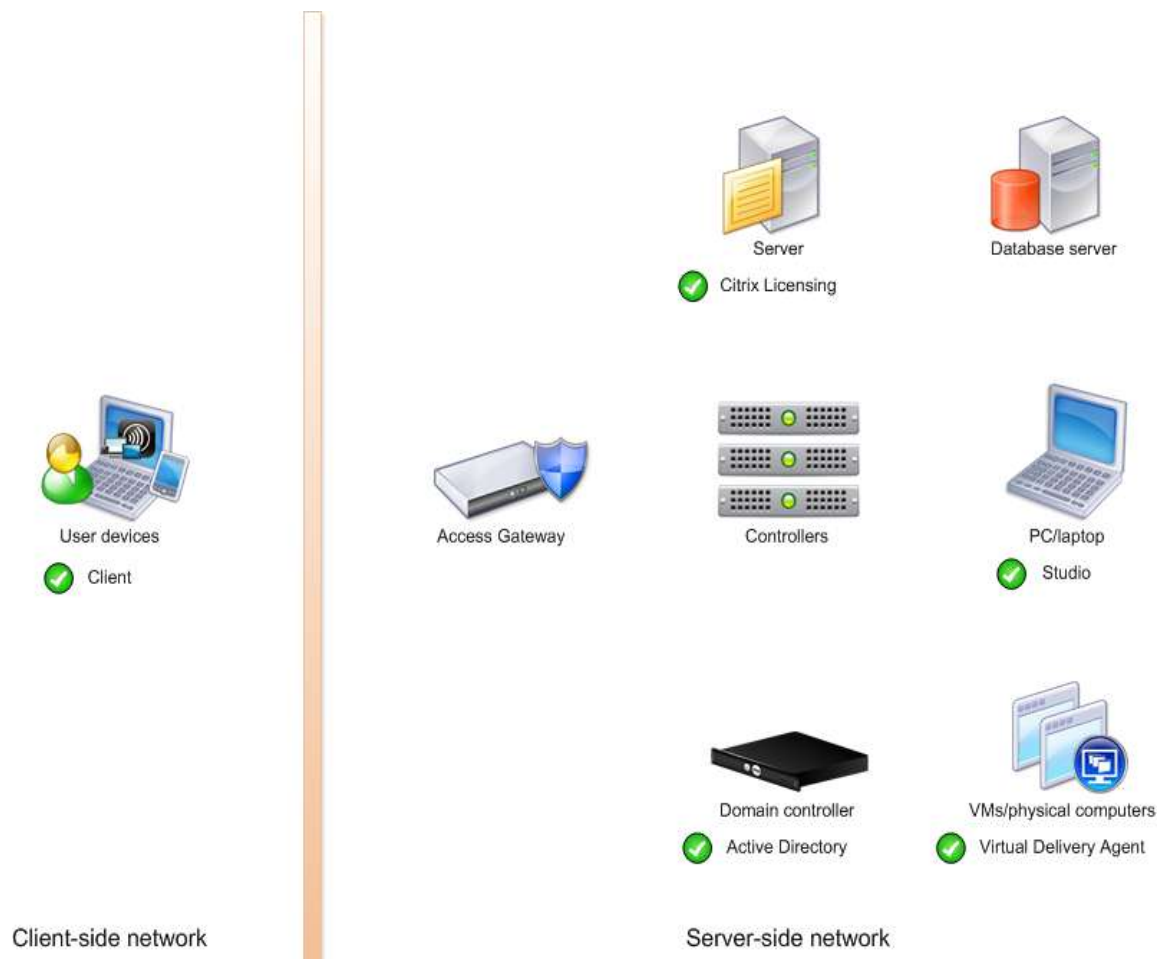 Server
Database server
Citrix Licensing
User devices
Access Gateway
Controllers
PC/laptop
Client
Studio
Domain controller
VMs/physical computers
Active Directory
Virtual Delivery Agent
Client-side network
Server-side network